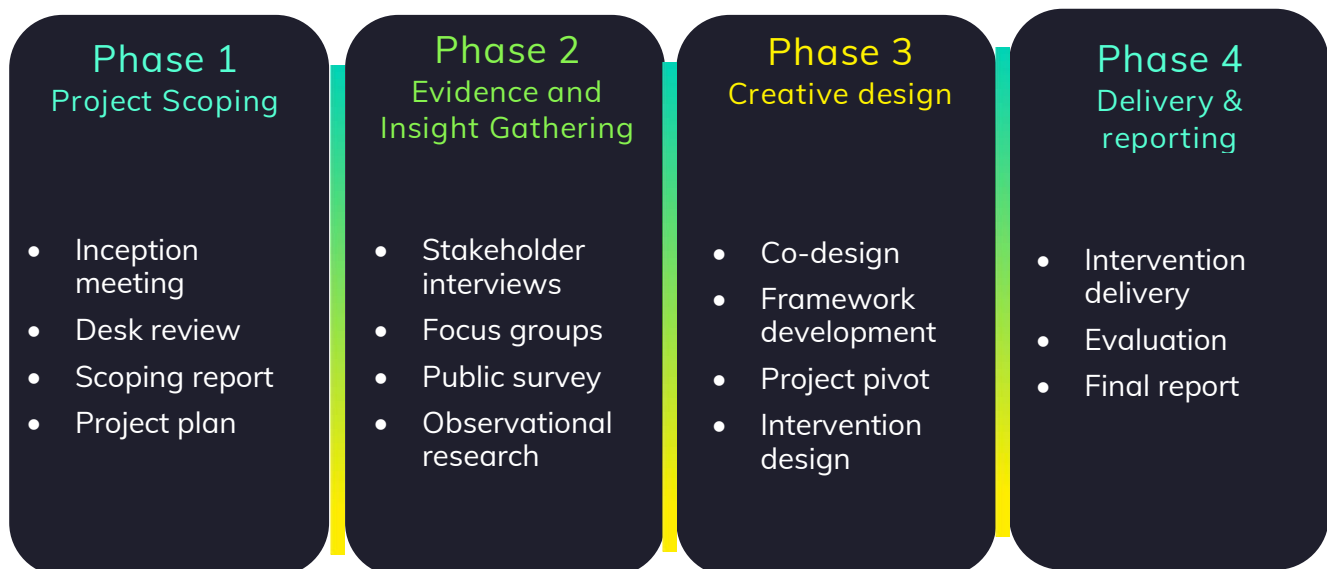 Phase 1
Project Scoping
• Inception
meeting
• Desk review
• Scoping report
• Project plan
Phase 2
Evidence and
Insight Gathering
• Stakeholder
interviews
• Focus groups
• Public survey
• Observational
research
Phase 3
Creative design
• Co-design
• Framework
development
• Project pivot
• Intervention
design
Phase 4
Delivery &
reporting
• Intervention
delivery
• Evaluation
• Final report